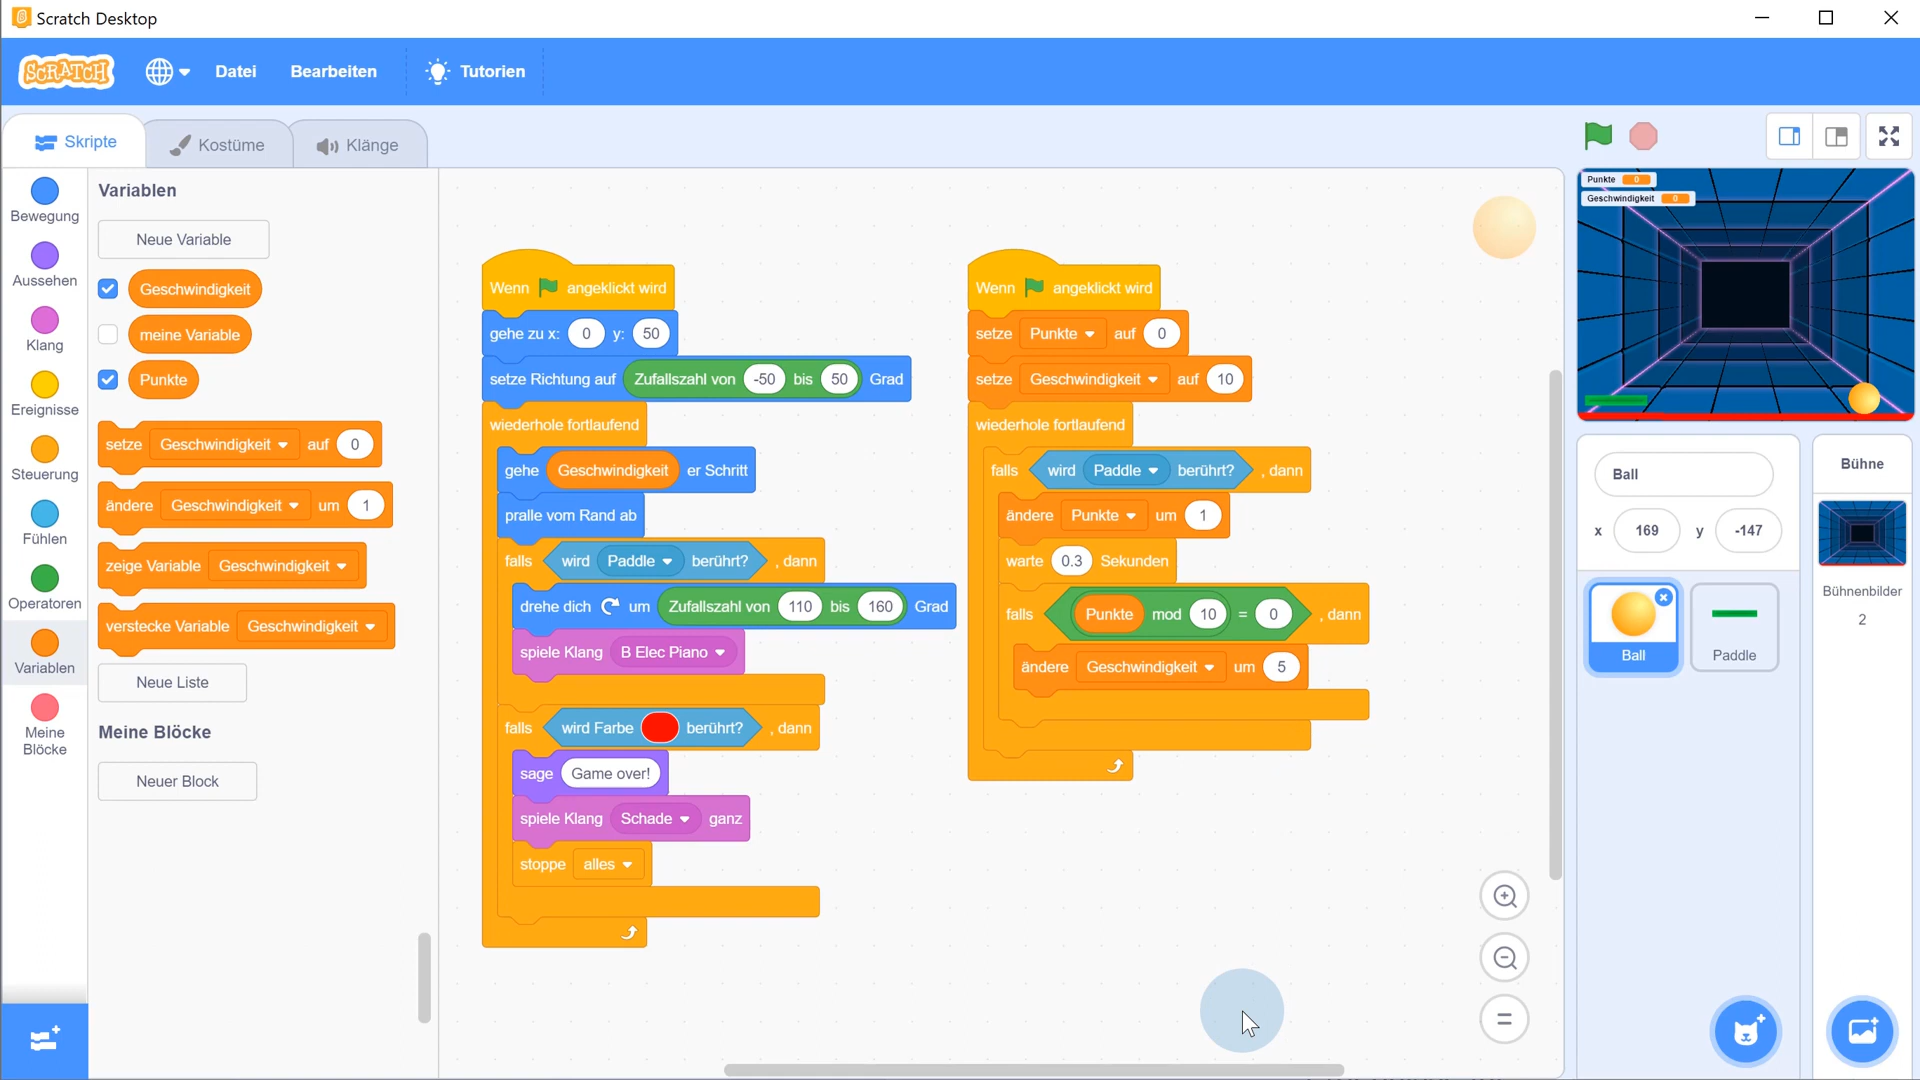 Scratch Desktop
SCRATCH
Datei
Bearbeiten
Tutorien
Skripte
Kostüme
Klänge
Bewegung
Aussehen
Klang
Ereignisse
Steuerung
Fühlen
Operatoren
Variablen
Meine
Blöcke
Variablen
Neue Variable
Geschwindigkeit
meine Variable
Punkte
setze Geschwindigkeit auf 0
ändere Geschwindigkeit um 1
zeige Variable Geschwindigkeit
verstecke Variable Geschwindigkeit
Neue Liste
Meine Blöcke
Neuer Block
Wenn angeklickt wird
gehe zu x: 0 y: 50
setze Richtung auf Zufallszahl von -50 bis 50 Grad
wiederhole fortlaufend
gehe Geschwindigkeit er Schritt
pralle vom Rand ab
falls wird Paddle berührt? , dann
drehe dich um Zufallszahl von 110 bis 160 Grad
spiele Klang B Elec Piano
falls wird Farbe berührt? , dann
sage Game over!
spiele Klang Schade ganz
stoppe alles
Wenn angeklickt wird
setze Punkte auf 0
setze Geschwindigkeit auf 10
wiederhole fortlaufend
falls wird Paddle berührt? , dann
ändere Punkte um 1
warte 0.3 Sekunden
falls Punkte mod 10 = 0 , dann
ändere Geschwindigkeit um 5
Punkte 0
Geschwindigkeit 0
Ball
x 169 y -147
Ball
Paddle
Bühne
Bühnenbilder
2